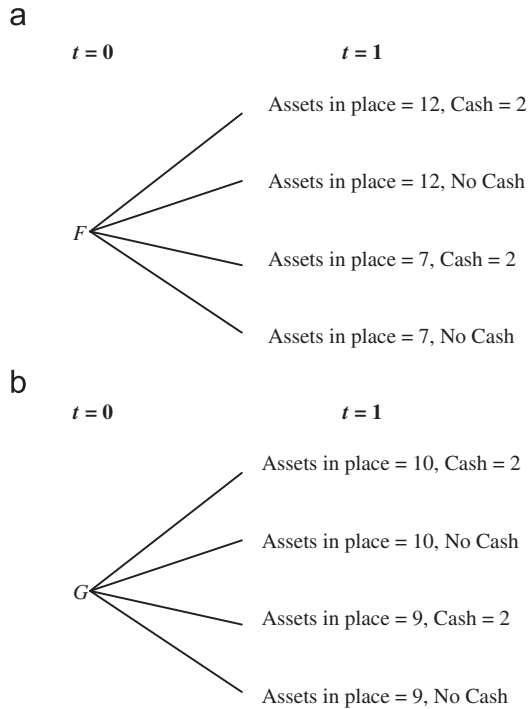 a
t = 0 t = 1
Assets in place = 12, Cash = 2
Assets in place = 12, No Cash
F
Assets in place = 7, Cash = 2
Assets in place = 7, No Cash
b
t = 0 t = 1
Assets in place = 10, Cash = 2
Assets in place = 10, No Cash
G
Assets in place = 9, Cash = 2
Assets in place = 9, No Cash